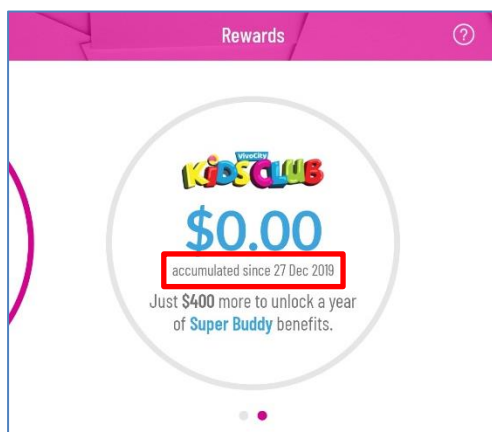 Rewards
?
VivoCity
KiDS CLUB
$0.00
accumulated since 27 Dec 2019
Just $400 more to unlock a year
of Super Buddy benefits.